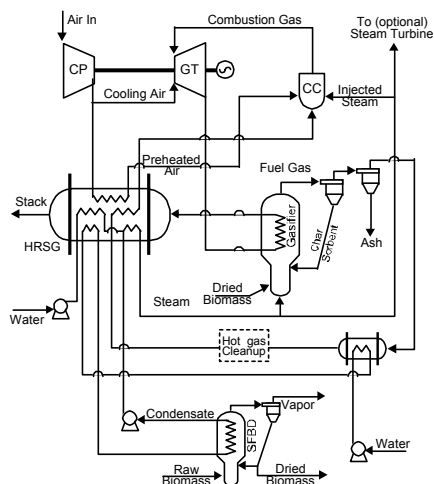 Air In
To (optional)
Steam Turbine
Combustion Gas
CP
GT
CC
Cooling Air
Injected
Steam
Preheated
Air
Fuel Gas
Stack
HRSG
Gasifier
Char
Sorbent
Ash
Dried
Biomass
Steam
Water
Hot gas
Cleanup
Vapor
Condensate
SFBD
Water
Raw
Biomass
Dried
Biomass